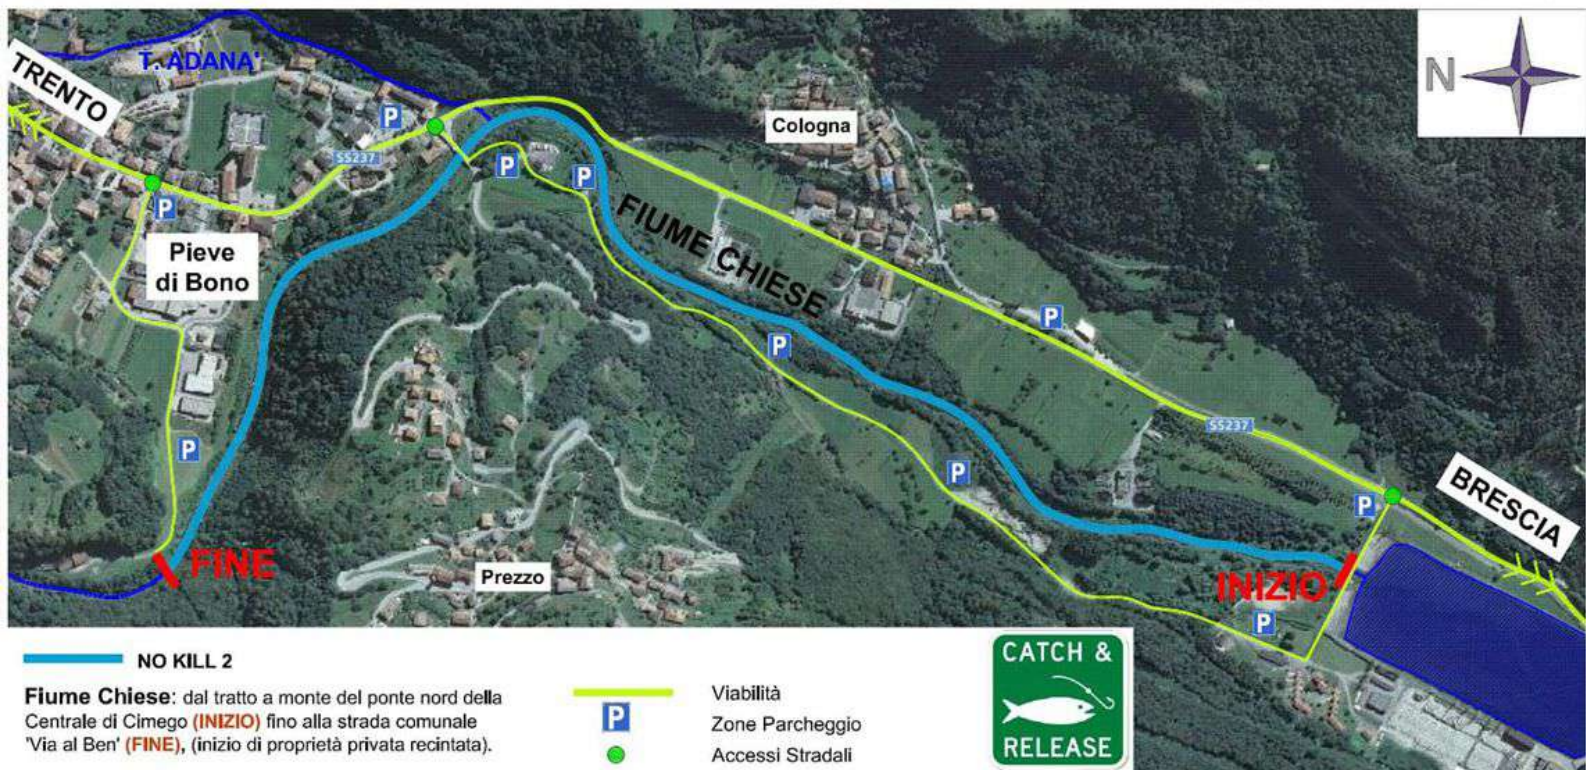 T. ADANA'
TRENTO
N
P
Cologna
SS237
P
P
P
FIUME CHIESE
Pieve
di Bono
P
P
P
SS237
P
P
P
BRESCIA
FINE
Prezzo
INIZIO
P
NO KILL 2
Fiume Chiese: dal tratto a monte del ponte nord della
Centrale di Cimego (INIZIO) fino alla strada comunale
'Via al Ben' (FINE), (inizio di proprietà privata recintata).
Viabilità
P
Zone Parcheggio
Accessi Stradali
CATCH &
RELEASE